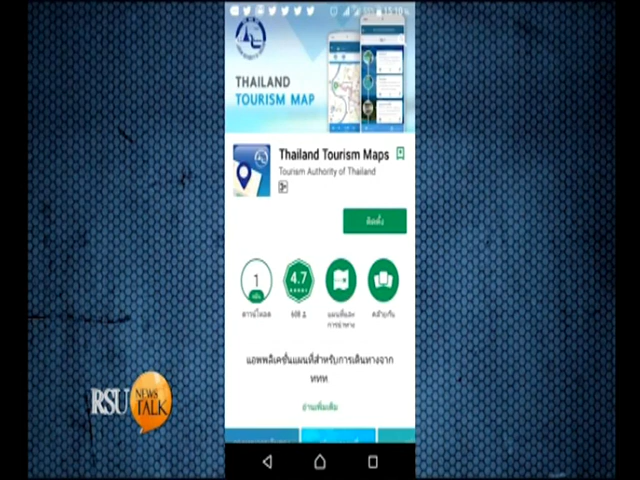 THAILAND
TOURISM MAP
Thailand Tourism Maps
Tourism Authority of Thailand
3+
ติดตั้ง
1
4.7
ดาวน์โหลด
608
แผนที่และ
การนำทาง
คล้ายกัน
แอพพลิเคชั่นแผนที่สำหรับการเดินทางจาก
ททท.
อ่านเพิ่มเติม
RSU NEWS
TALK